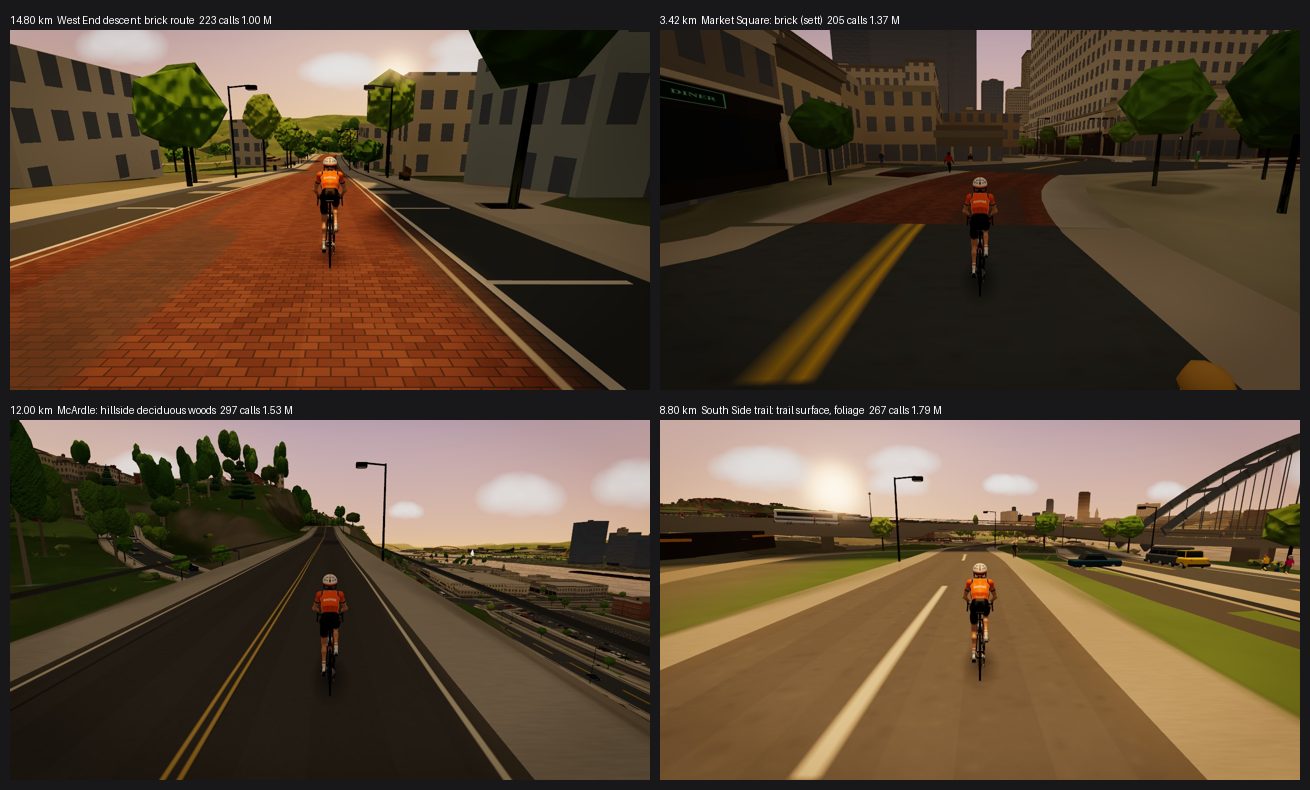 14.80 km West End descent: brick route 223 calls 1.00 M
3.42 km Market Square: brick (sett) 205 calls 1.37 M
DINER
12.00 km McArdle: hillside deciduous woods 297 calls 1.53 M
8.80 km South Side trail: trail surface, foliage 267 calls 1.79 M